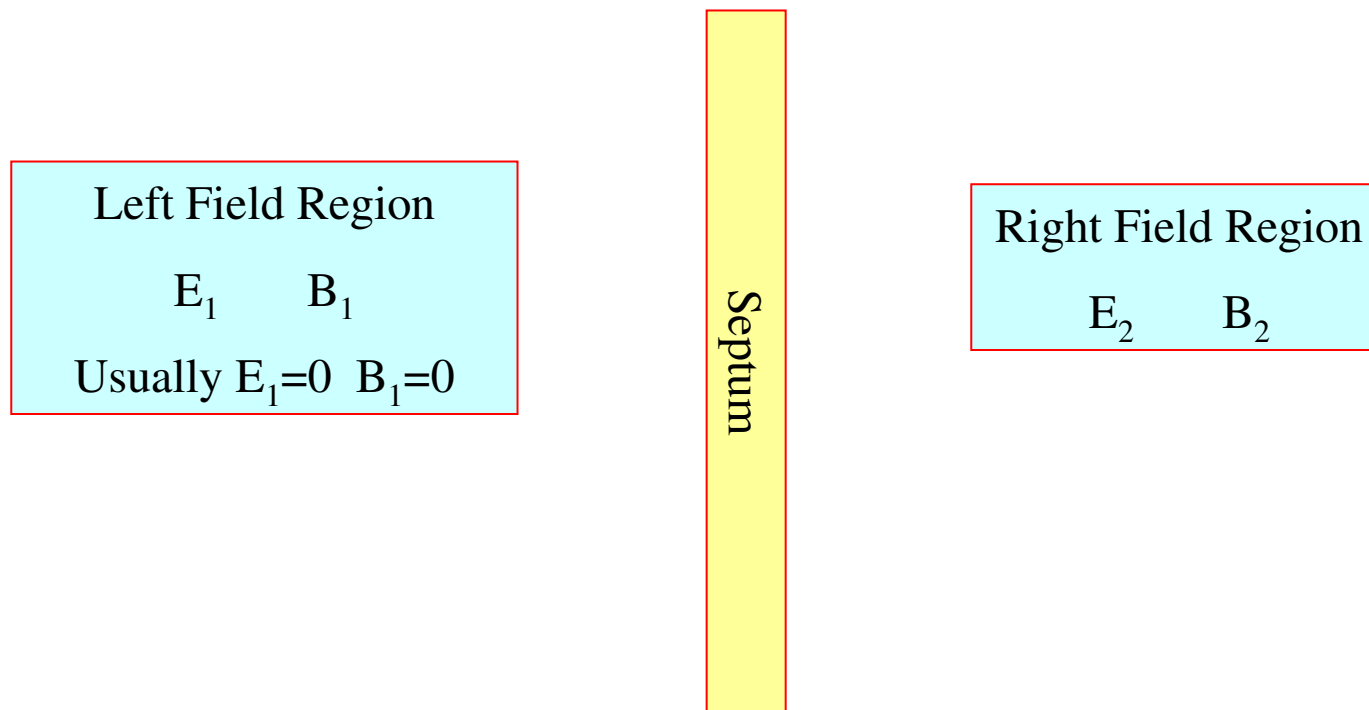 Left Field Region
E₁ B₁
Usually E₁=0 B₁=0
Septum
Right Field Region
E₂ B₂